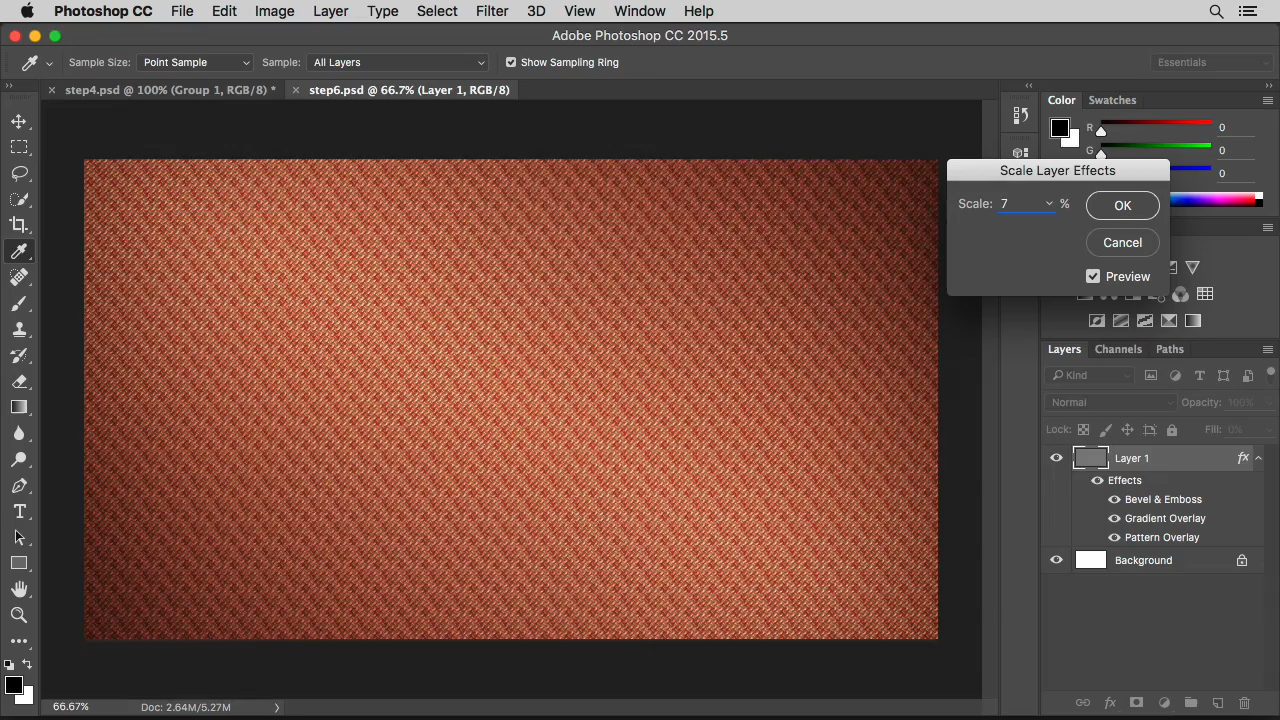 Photoshop CC File Edit Image Layer Type Select Filter 3D View Window Help
Adobe Photoshop CC 2015.5
Sample Size: Point Sample Sample: All Layers Show Sampling Ring Essentials
step4.psd @ 100% (Group 1, RGB/8) * step6.psd @ 66.7% (Layer 1, RGB/8)
Color Swatches
R 0
G 0
0
Scale Layer Effects
Scale: 7 %
OK
Cancel
Preview
Layers Channels Paths
Kind
Normal Opacity: 100%
Lock: Fill: 0%
Layer 1 fx
Effects
Bevel & Emboss
Gradient Overlay
Pattern Overlay
Background
66.67% Doc: 2.64M/5.27M
fx